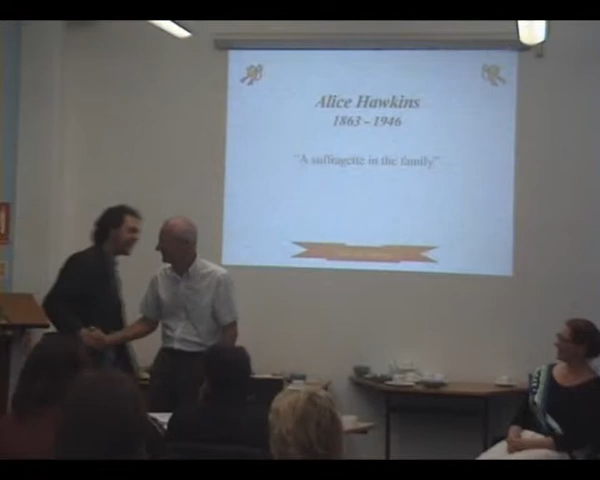 Alice Hawkins
1863 – 1946
"A suffragette in the family"